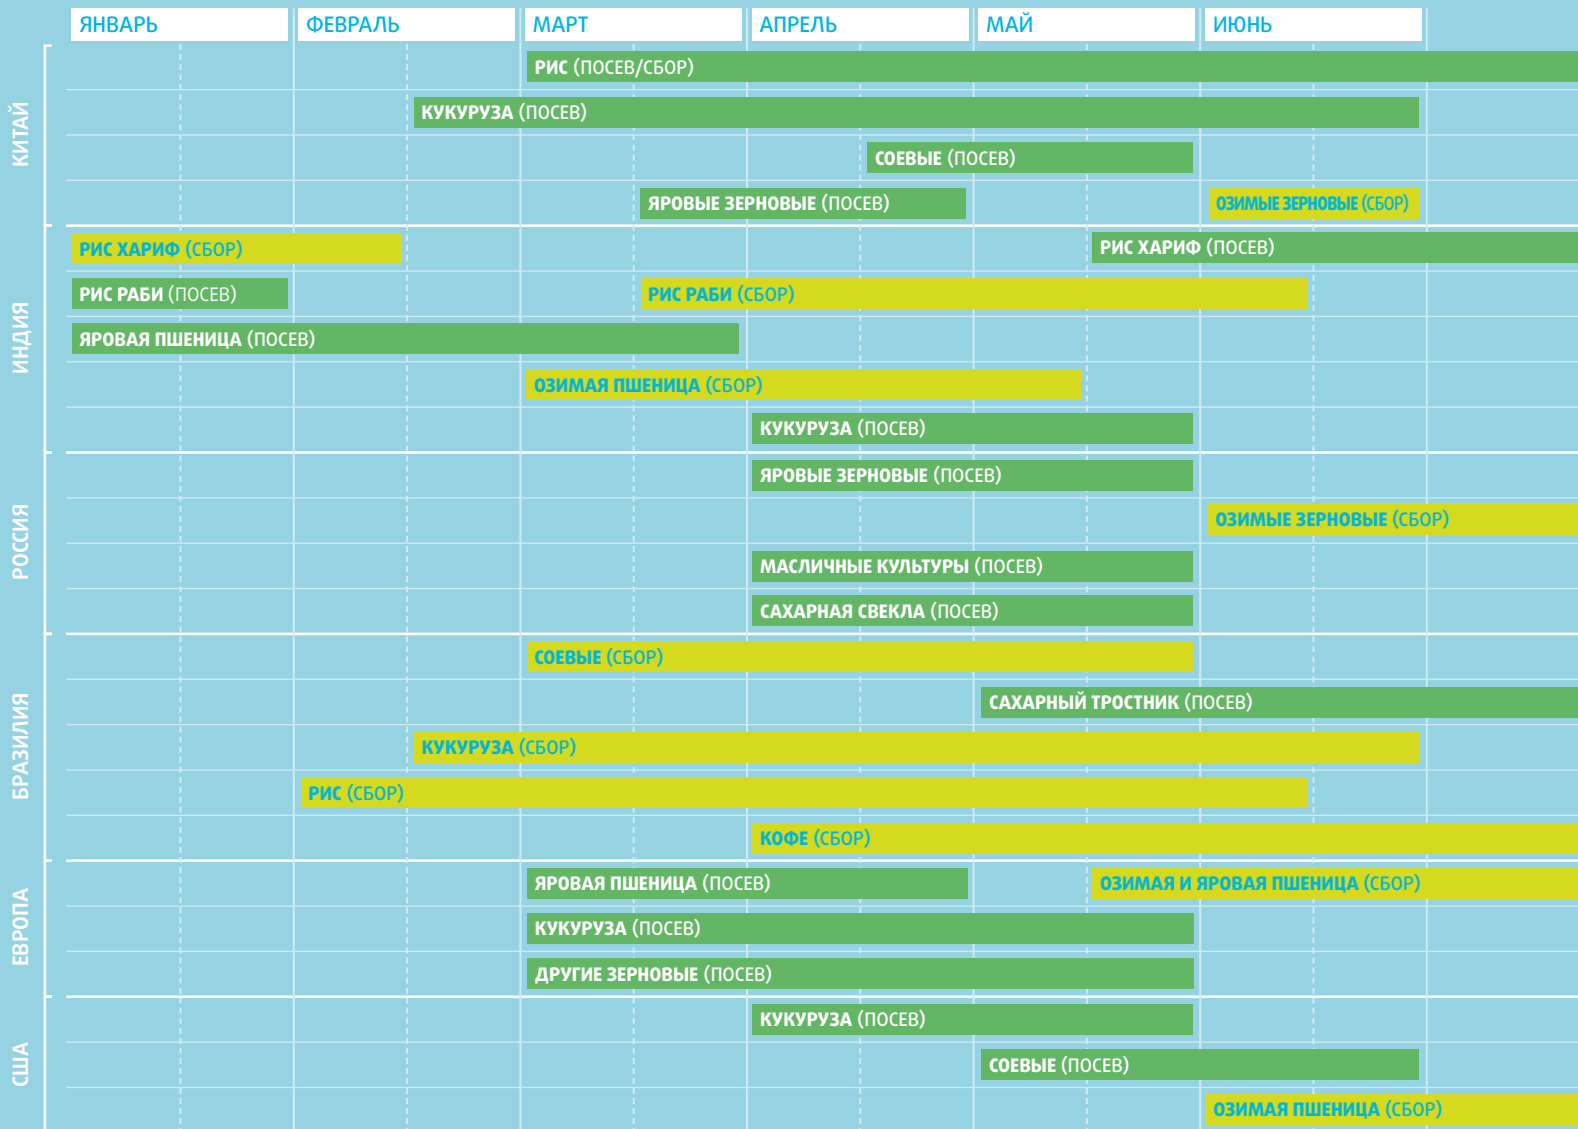 ЯНВАРЬ ФЕВРАЛЬ МАРТ АПРЕЛЬ МАЙ ИЮНЬ
КИТАЙ
РИС (ПОСЕВ/СБОР)
КУКУРУЗА (ПОСЕВ)
СОЕВЫЕ (ПОСЕВ)
ЯРОВЫЕ ЗЕРНОВЫЕ (ПОСЕВ) ОЗИМЫЕ ЗЕРНОВЫЕ (СБОР)
ИНДИЯ
РИС ХАРИФ (СБОР) РИС ХАРИФ (ПОСЕВ)
РИС РАБИ (ПОСЕВ) РИС РАБИ (СБОР)
ЯРОВАЯ ПШЕНИЦА (ПОСЕВ)
ОЗИМАЯ ПШЕНИЦА (СБОР)
КУКУРУЗА (ПОСЕВ)
РОССИЯ
ЯРОВЫЕ ЗЕРНОВЫЕ (ПОСЕВ)
ОЗИМЫЕ ЗЕРНОВЫЕ (СБОР)
МАСЛИЧНЫЕ КУЛЬТУРЫ (ПОСЕВ)
САХАРНАЯ СВЕКЛА (ПОСЕВ)
БРАЗИЛИЯ
СОЕВЫЕ (СБОР)
САХАРНЫЙ ТРОСТНИК (ПОСЕВ)
КУКУРУЗА (СБОР)
РИС (СБОР)
КОФЕ (СБОР)
ЕВРОПА
ЯРОВАЯ ПШЕНИЦА (ПОСЕВ) ОЗИМАЯ И ЯРОВАЯ ПШЕНИЦА (СБОР)
КУКУРУЗА (ПОСЕВ)
ДРУГИЕ ЗЕРНОВЫЕ (ПОСЕВ)
США
КУКУРУЗА (ПОСЕВ)
СОЕВЫЕ (ПОСЕВ)
ОЗИМАЯ ПШЕНИЦА (СБОР)